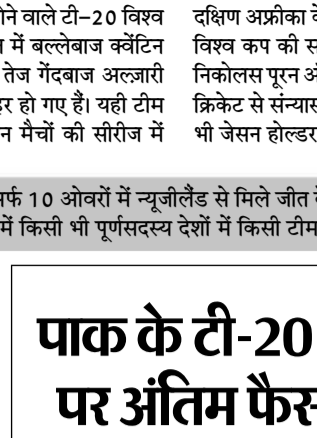 ोने वाले टी–20 विश्व
में बल्लेबाज क्वेंटिन
तेज गेंदबाज अल्ज़ारी
हो गए हैं। यही टीम
मैचों की सीरीज में
दक्षिण अफ्रीका
विश्व कप की
निकोलस पूरन
क्रिकेट से संन्यास
भी जेसन होल्डर
10 ओवरों में न्यूजीलैंड से मिले जीत
में किसी भी पूर्णसदस्य देशों में किसी टीम
पाक के टी-20
पर अंतिम